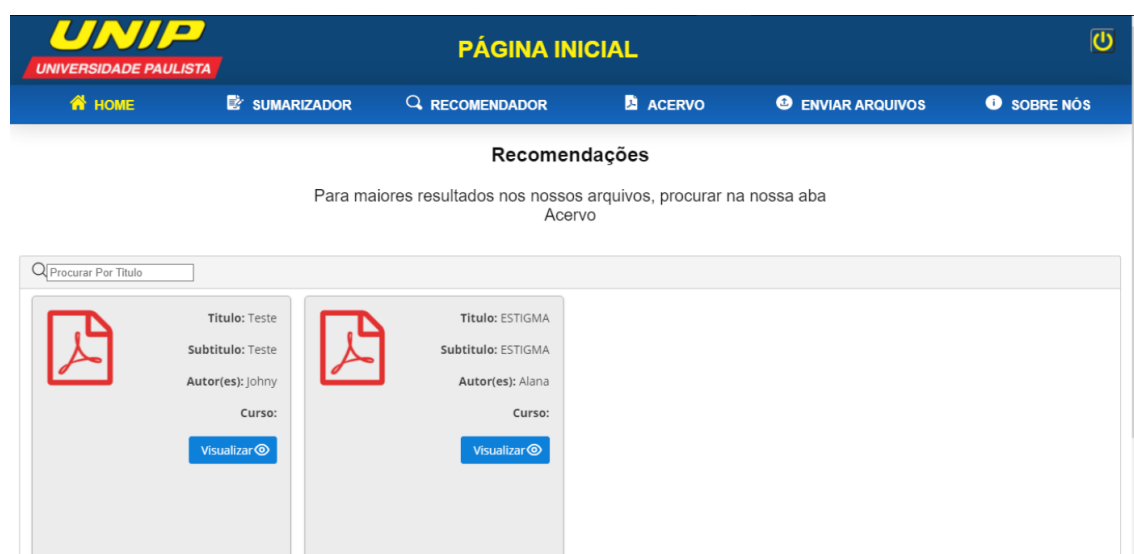 UNIP
UNIVERSIDADE PAULISTA
PÁGINA INICIAL
HOME
SUMARIZADOR
RECOMENDADOR
ACERVO
ENVIAR ARQUIVOS
SOBRE NÓS
Recomendações
Para maiores resultados nos nossos arquivos, procurar na nossa aba
Acervo
Procurar Por Titulo
Titulo: Teste
Subtitulo: Teste
Autor(es): Johny
Curso:
Visualizar
Titulo: ESTIGMA
Subtitulo: ESTIGMA
Autor(es): Alana
Curso:
Visualizar